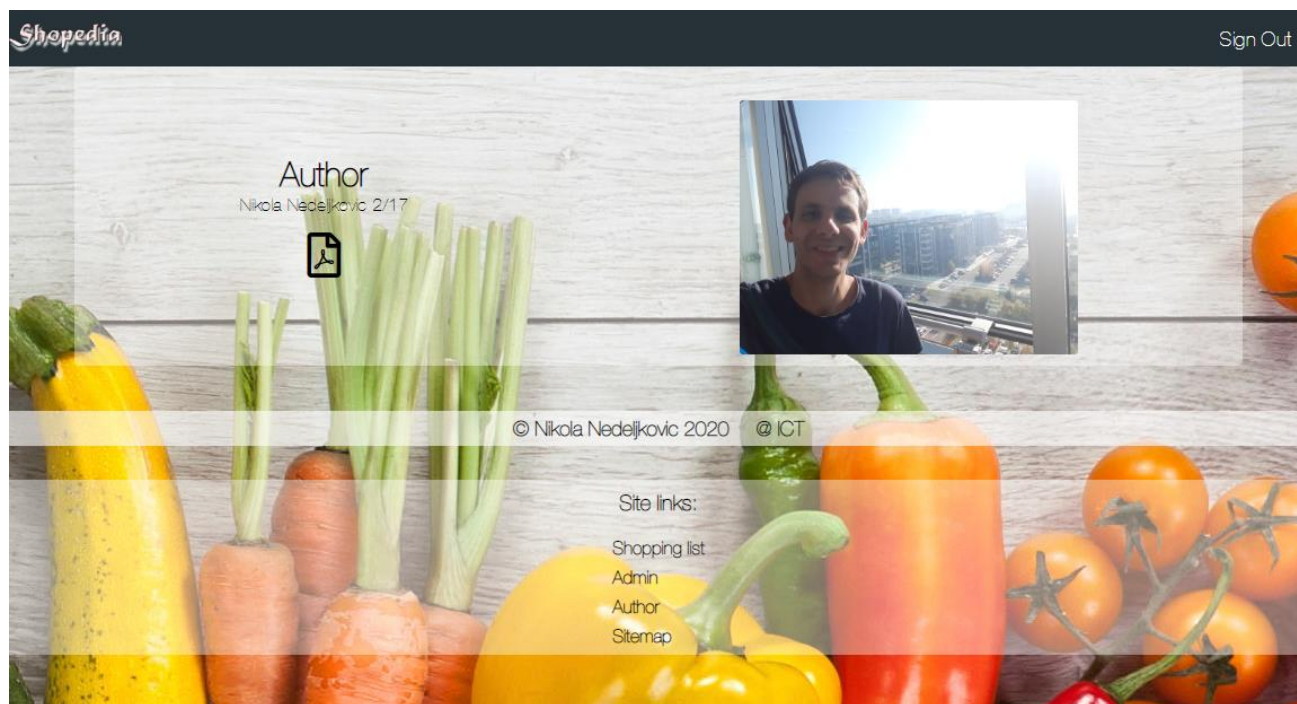 Shopedia
Sign Out
Author
Nikola Nedeljkovic 2/17
© Nikola Nedeljkovic 2020 @ ICT
Site links:
Shopping list
Admin
Author
Sitemap